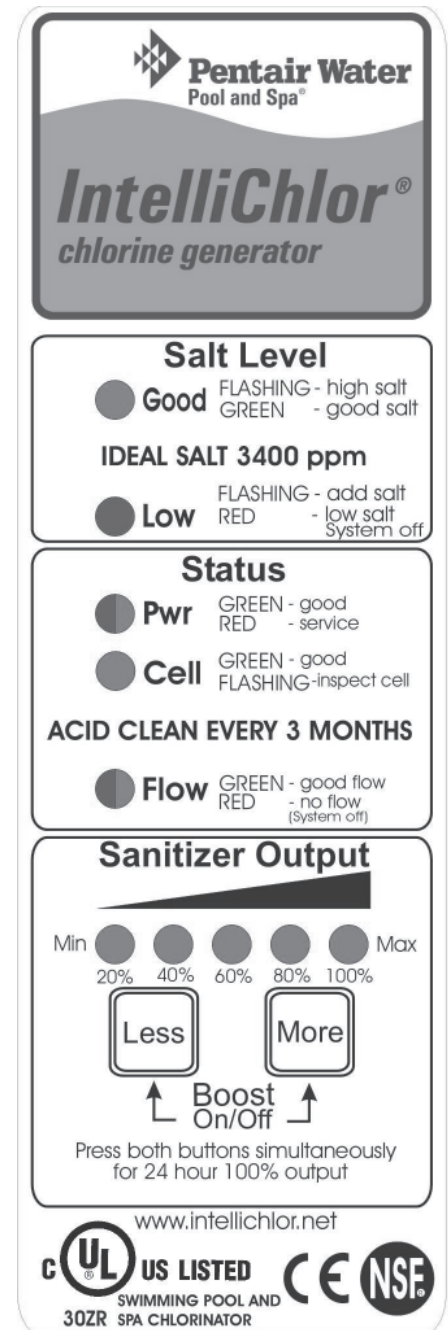 Pentair Water
Pool and Spa®
IntelliChlor®
chlorine generator
Salt Level
Good FLASHING - high salt
GREEN - good salt
IDEAL SALT 3400 ppm
Low FLASHING - add salt
RED - low salt
System off
Status
Pwr GREEN - good
RED - service
Cell GREEN - good
FLASHING-inspect cell
ACID CLEAN EVERY 3 MONTHS
Flow GREEN - good flow
RED - no flow
(System off)
Sanitizer Output
Min Max
20% 40% 60% 80% 100%
Less More
Boost
On/Off
Press both buttons simultaneously
for 24 hour 100% output
www.intellichlor.net
C UL® US LISTED CE NSF®
SWIMMING POOL AND
30ZR SPA CHLORINATOR